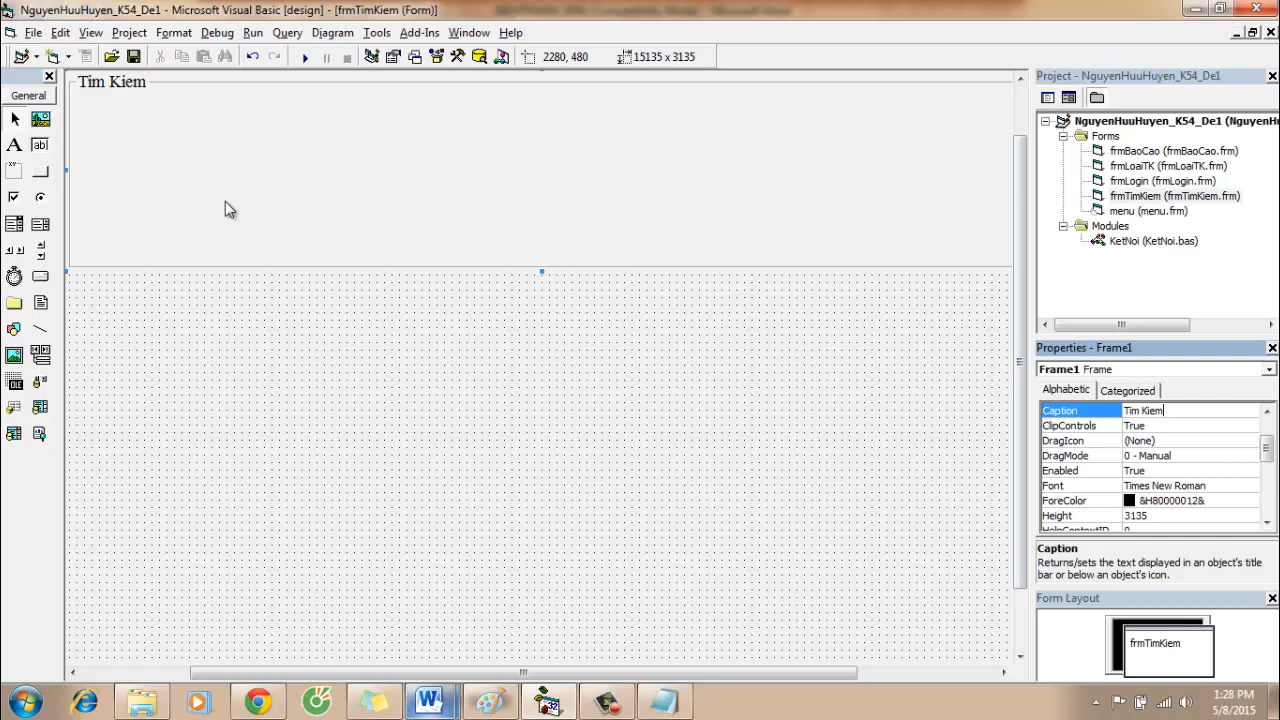 NguyenHuuHuyen_K54_De1 - Microsoft Visual Basic [design] - [frmTimKiem (Form)]
File Edit View Project Format Debug Run Query Diagram Tools Add-Ins Window Help
2280, 480 15135 x 3135
General
Tim Kiem
Project - NguyenHuuHuyen_K54_De1
NguyenHuuHuyen_K54_De1 (NguyenH
Forms
frmBaoCao (frmBaoCao.frm)
frmLoaiTK (frmLoaiTK.frm)
frmLogin (frmLogin.frm)
frmTimKiem (frmTimKiem.frm)
menu (menu.frm)
Modules
KetNoi (KetNoi.bas)
Properties - Frame1
Frame1 Frame
Alphabetic Categorized
Caption Tim Kiem
ClipControls True
DragIcon (None)
DragMode 0 - Manual
Enabled True
Font Times New Roman
ForeColor &H80000012&
Height 3135
HelpContextID 0
Caption
Returns/sets the text displayed in an object's title
bar or below an object's icon.
Form Layout
frmTimKiem
1:28 PM
5/8/2015